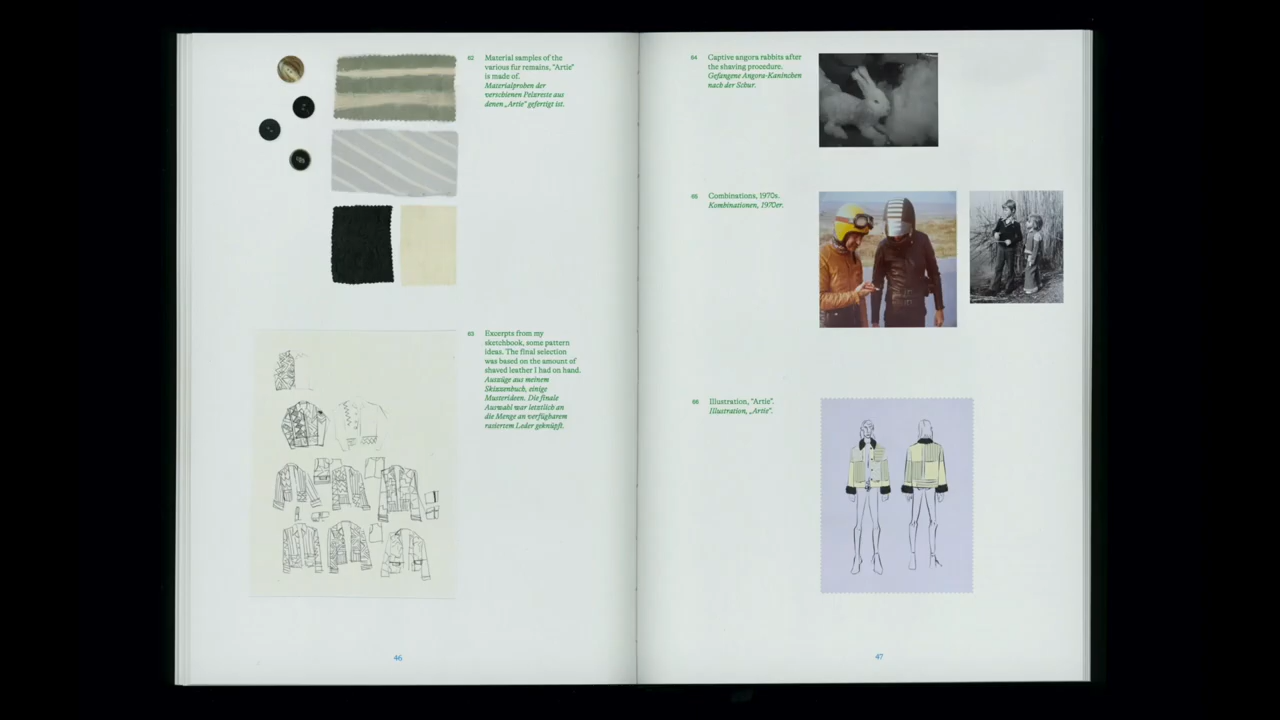 62
Material samples of the
various fur remains, "Artie"
is made of.
Materialproben der
verschienen Pelzreste aus
denen „Artie" gefertigt ist.
63
Excerpts from my
sketchbook, some pattern
ideas. The final selection
was based on the amount of
shaved leather I had on hand.
Auszüge aus meinem
Skizzenbuch, einige
Musterideen. Die finale
Auswahl war letztlich an
die Menge an verfügbarem
rasiertem Leder geknüpft.
46
64
Captive angora rabbits after
the shaving procedure.
Gefangene Angora-Kaninchen
nach der Schur.
65
Combinations, 1970s.
Kombinationen, 1970er.
66
Illustration, "Artie".
Illustration, „Artie".
47